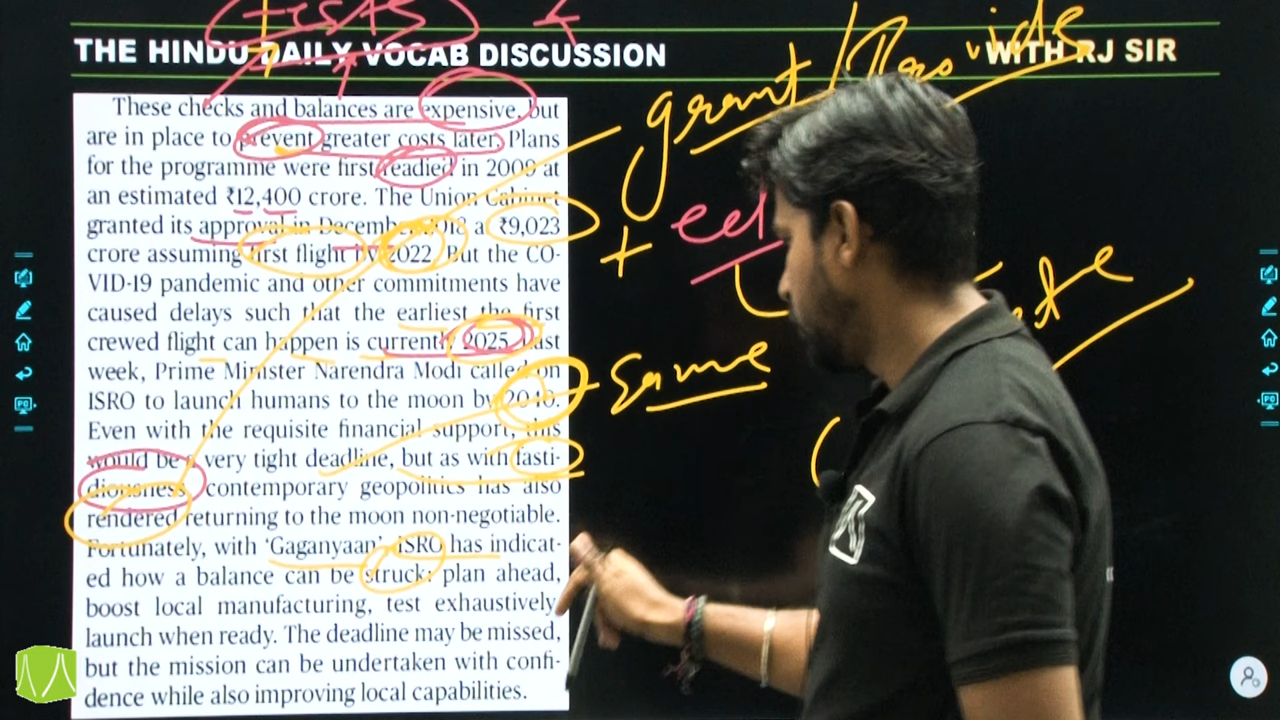 tests
THE HINDU DAILY VOCAB DISCUSSION
WITH RJ SIR
grant / Provide
These checks and balances are expensive, but
are in place to prevent greater costs later. Plans
for the programme were first readied in 2009 at
an estimated ₹12,400 crore. The Union Cabinet
granted its approval in December 2018 at ₹9,023
crore assuming first flight by 2022. But the CO-
VID-19 pandemic and other commitments have
caused delays such that the earliest the first
crewed flight can happen is currently 2025. Last
week, Prime Minister Narendra Modi called on
ISRO to launch humans to the moon by 2040.
Even with the requisite financial support, this
would be a very tight deadline, but as with fasti-
diousness, contemporary geopolitics has also
rendered returning to the moon non-negotiable.
Fortunately, with 'Gaganyaan', ISRO has indicat-
ed how a balance can be struck: plan ahead,
boost local manufacturing, test exhaustively,
launch when ready. The deadline may be missed,
but the mission can be undertaken with confi-
dence while also improving local capabilities.
+
Same
PC
PC